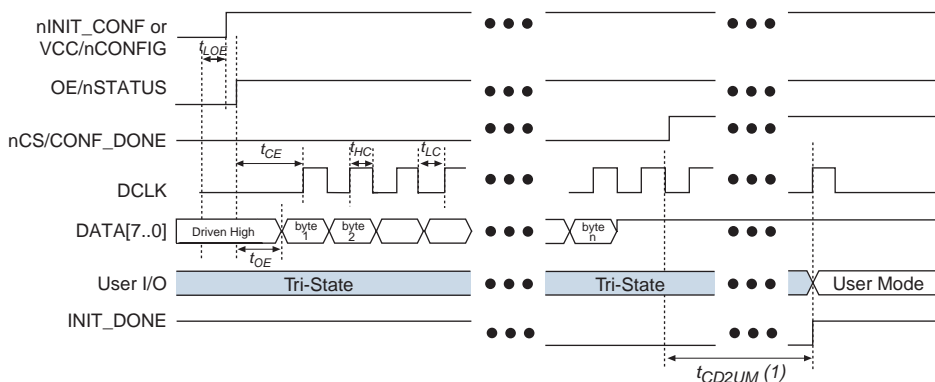 nINIT_CONF or
VCC/nCONFIG
tLOE
OE/nSTATUS
nCS/CONF_DONE
tCE
tHC
tLC
DCLK
DATA[7..0]
Driven High
byte
1
byte
2
byte
n
tOE
User I/O
Tri-State
Tri-State
User Mode
INIT_DONE
tCD2UM (1)